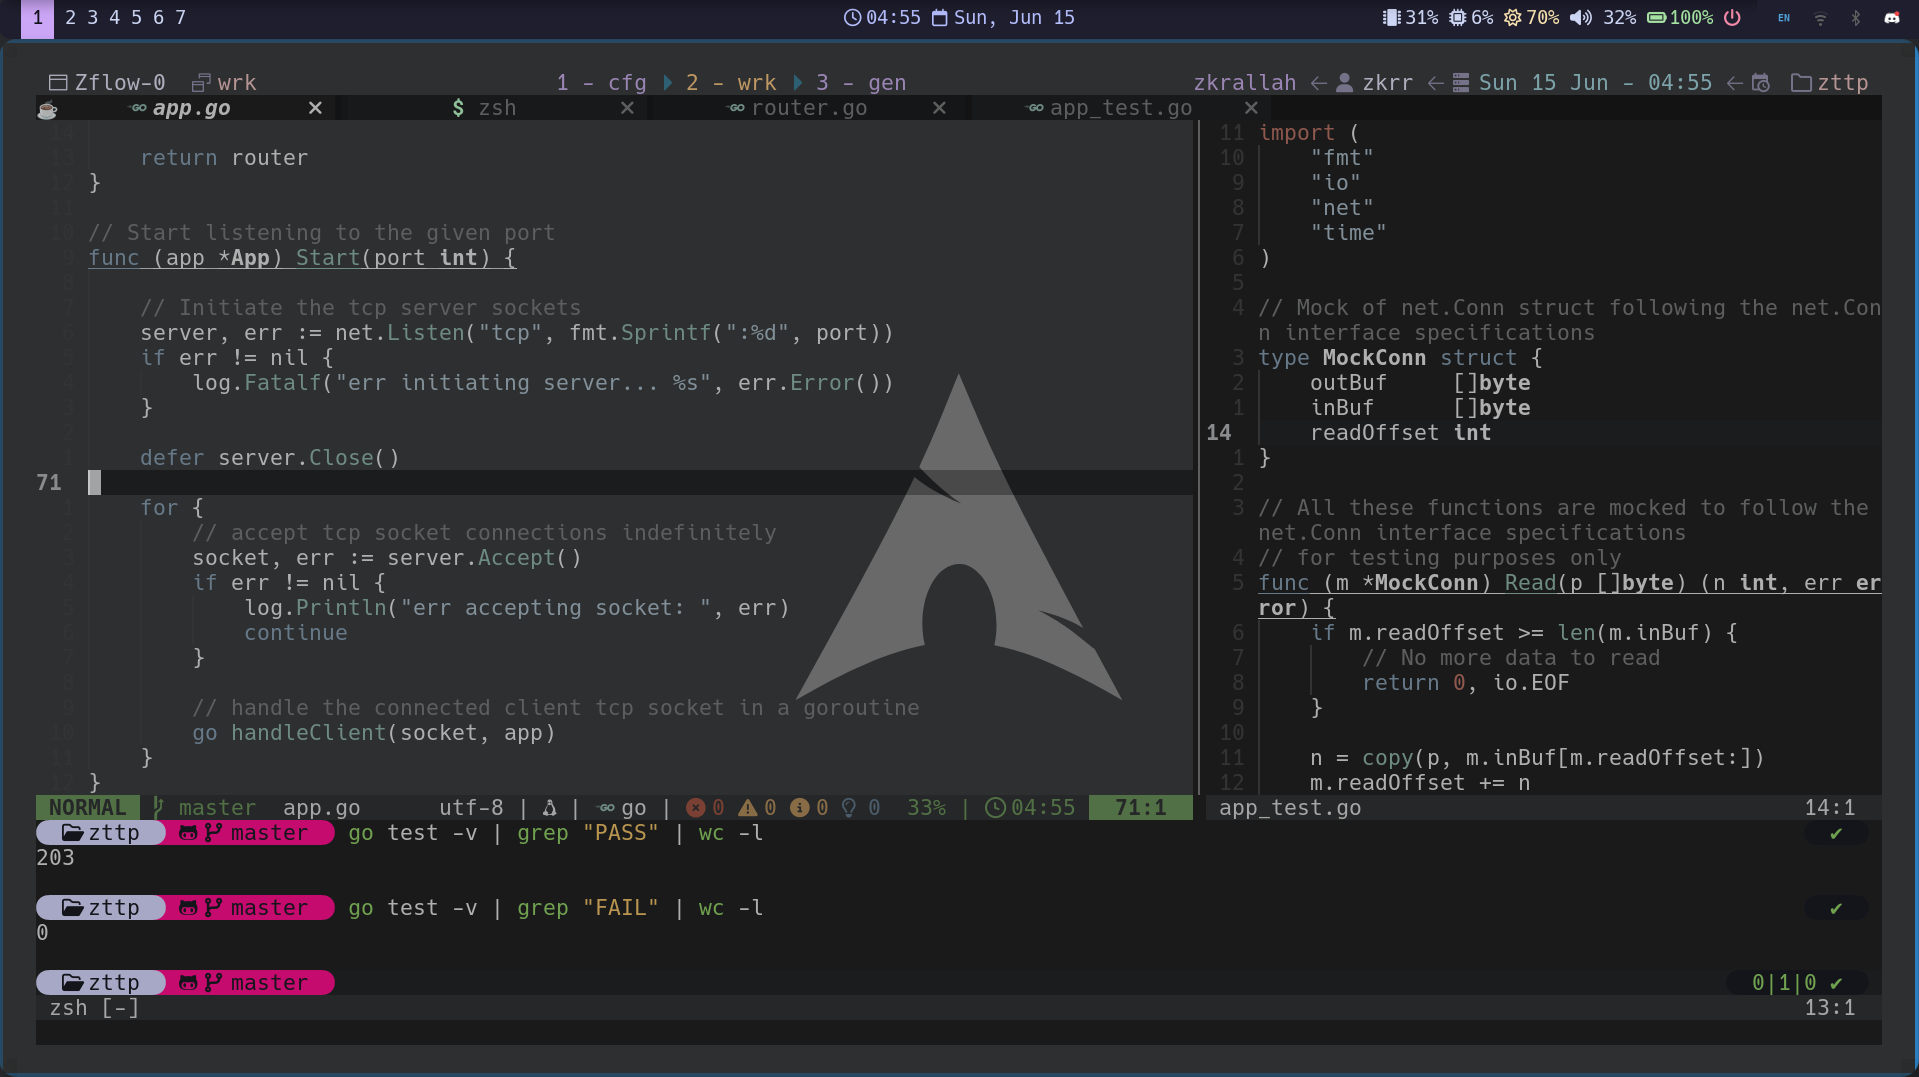 1 2 3 4 5 6 7 04:55 Sun, Jun 15 31% 6% 70% 32% 100% EN
Zflow-0 wrk 1 - cfg 2 - wrk 3 - gen zkrallah ← zkrr ← Sun 15 Jun - 04:55 ← zttp
app.go × $ zsh × router.go × app_test.go ×
14
13 return router
12 }
11
10 // Start listening to the given port
9 func (app *App) Start(port int) {
8
7 // Initiate the tcp server sockets
6 server, err := net.Listen("tcp", fmt.Sprintf(":%d", port))
5 if err != nil {
4 log.Fatalf("err initiating server... %s", err.Error())
3 }
2
1 defer server.Close()
71
1 for {
2 // accept tcp socket connections indefinitely
3 socket, err := server.Accept()
4 if err != nil {
5 log.Println("err accepting socket: ", err)
6 continue
7 }
8
9 // handle the connected client tcp socket in a goroutine
10 go handleClient(socket, app)
11 }
12 }
NORMAL master app.go utf-8 | | go | 0 0 0 0 33% | 04:55 71:1
11 import (
10 "fmt"
9 "io"
8 "net"
7 "time"
6 )
5
4 // Mock of net.Conn struct following the net.Con
n interface specifications
3 type MockConn struct {
2 outBuf []byte
1 inBuf []byte
14 readOffset int
1 }
2
3 // All these functions are mocked to follow the
net.Conn interface specifications
4 // for testing purposes only
5 func (m *MockConn) Read(p []byte) (n int, err er
ror) {
6 if m.readOffset >= len(m.inBuf) {
7 // No more data to read
8 return 0, io.EOF
9 }
10
11 n = copy(p, m.inBuf[m.readOffset:])
12 m.readOffset += n
app_test.go 14:1
zttp master go test -v | grep "PASS" | wc -l ✔
203
zttp master go test -v | grep "FAIL" | wc -l ✔
0
zttp master 0|1|0 ✔
zsh [-] 13:1